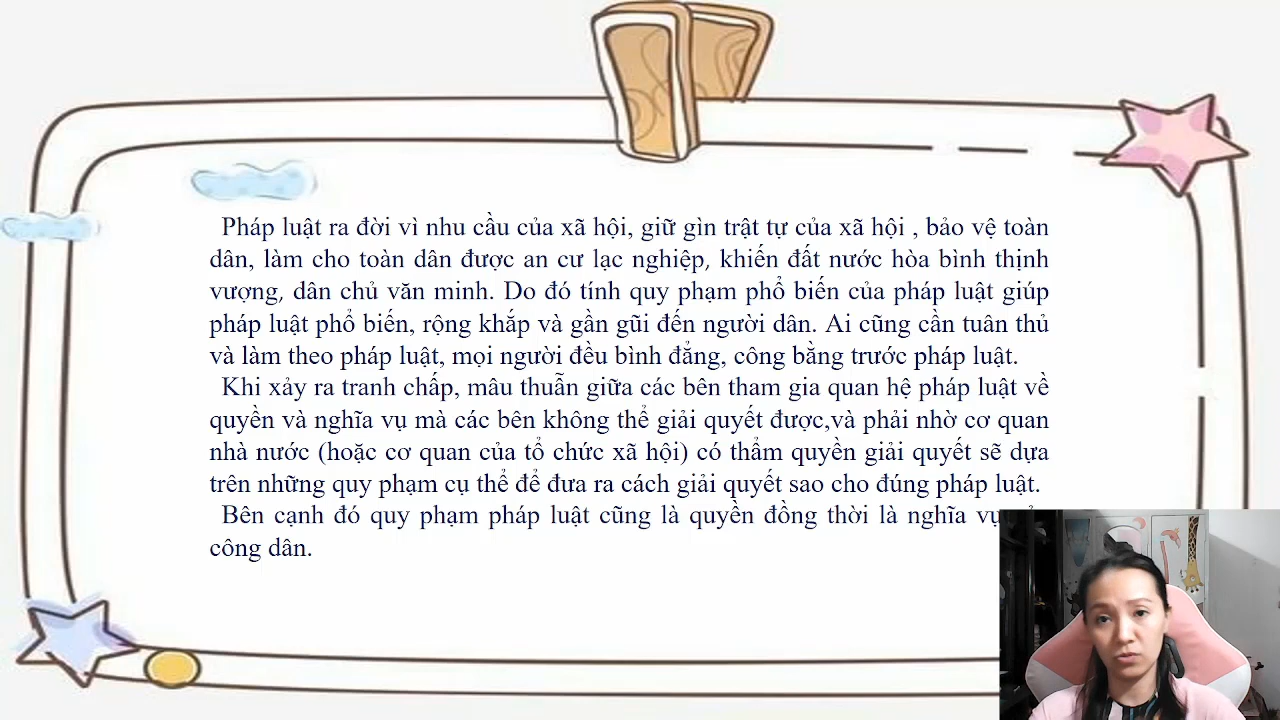 Pháp luật ra đời vì nhu cầu của xã hội, giữ gìn trật tự của xã hội , bảo vệ toàn
dân, làm cho toàn dân được an cư lạc nghiệp, khiến đất nước hòa bình thịnh
vượng, dân chủ văn minh. Do đó tính quy phạm phổ biến của pháp luật giúp
pháp luật phổ biến, rộng khắp và gần gũi đến người dân. Ai cũng cần tuân thủ
và làm theo pháp luật, mọi người đều bình đẳng, công bằng trước pháp luật.
Khi xảy ra tranh chấp, mâu thuẫn giữa các bên tham gia quan hệ pháp luật về
quyền và nghĩa vụ mà các bên không thể giải quyết được,và phải nhờ cơ quan
nhà nước (hoặc cơ quan của tổ chức xã hội) có thẩm quyền giải quyết sẽ dựa
trên những quy phạm cụ thể để đưa ra cách giải quyết sao cho đúng pháp luật.
Bên cạnh đó quy phạm pháp luật cũng là quyền đồng thời là nghĩa
công dân.